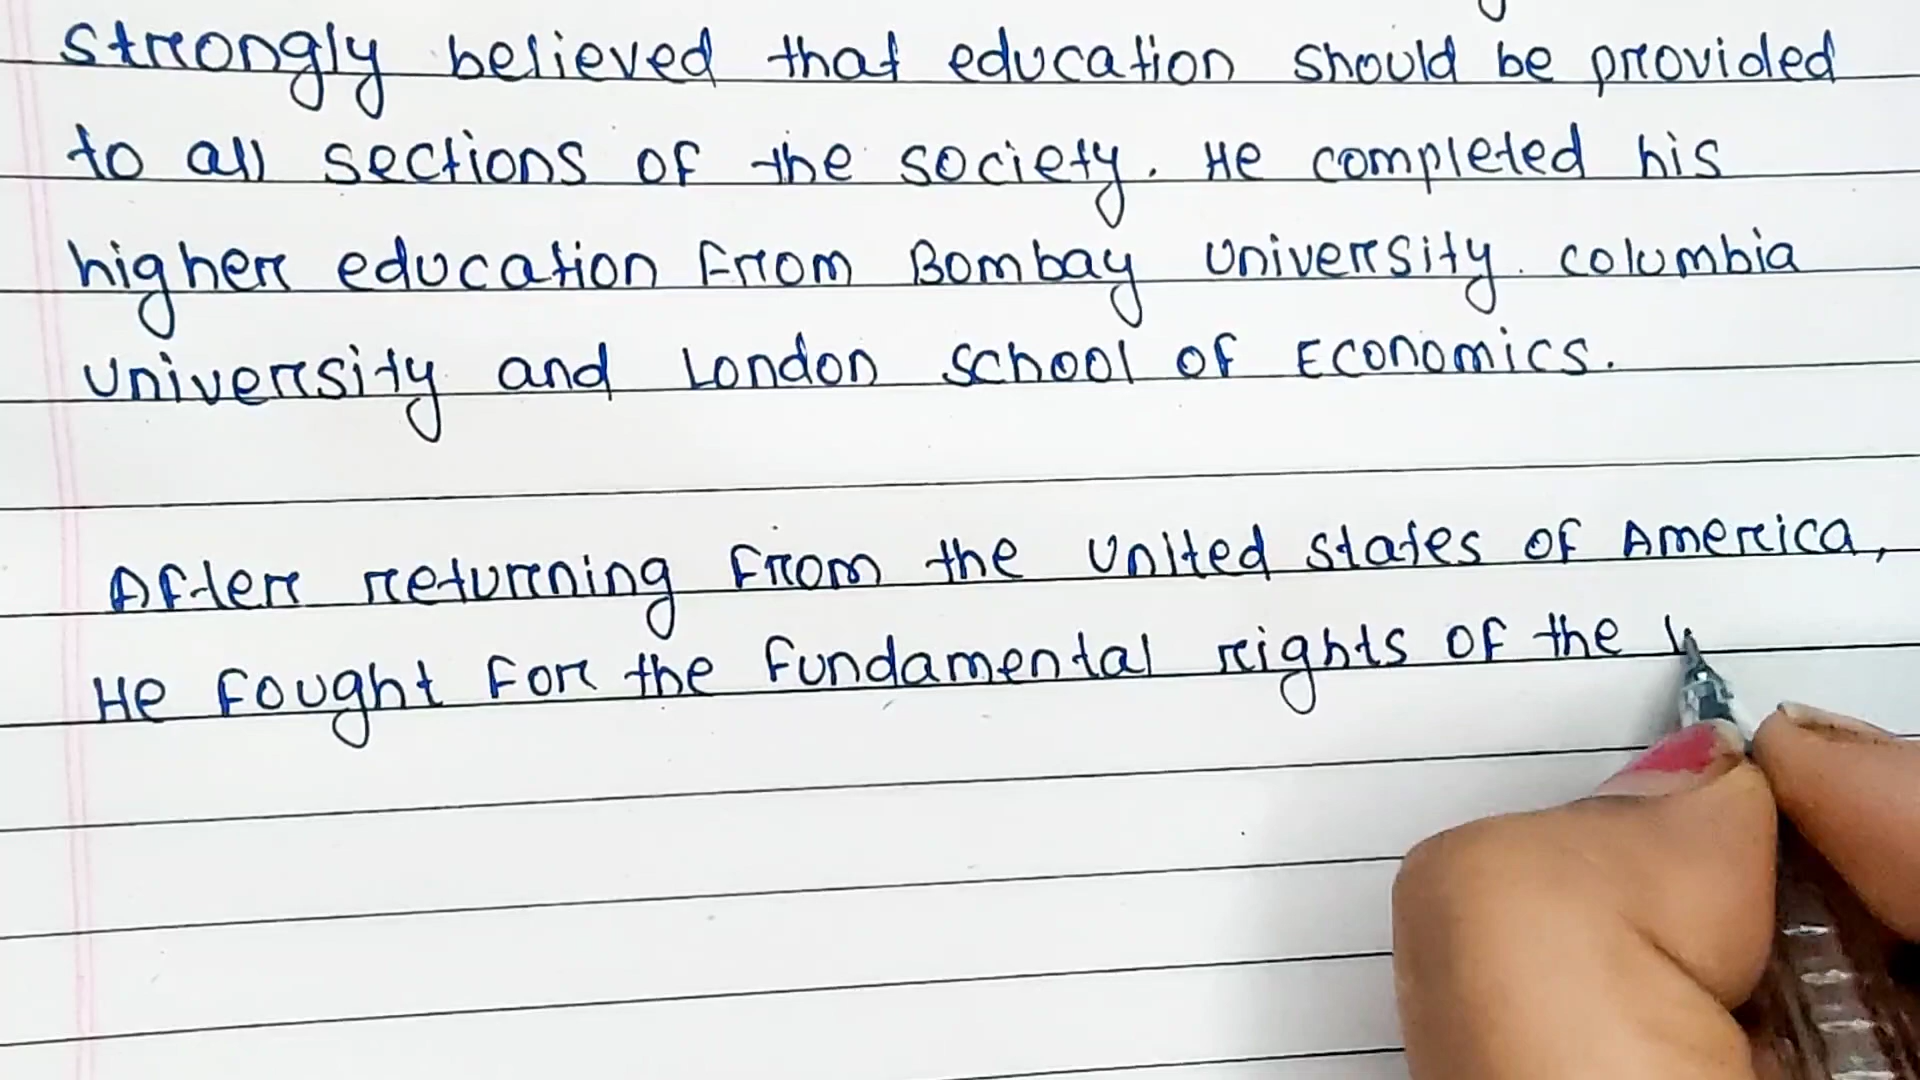 strongly believed that education should be provided
to all sections of the society. He completed his
higher education From Bombay University. columbia
University and London School of Economics.
After returning From the United states of America,
He Fought For the Fundamental rights of the